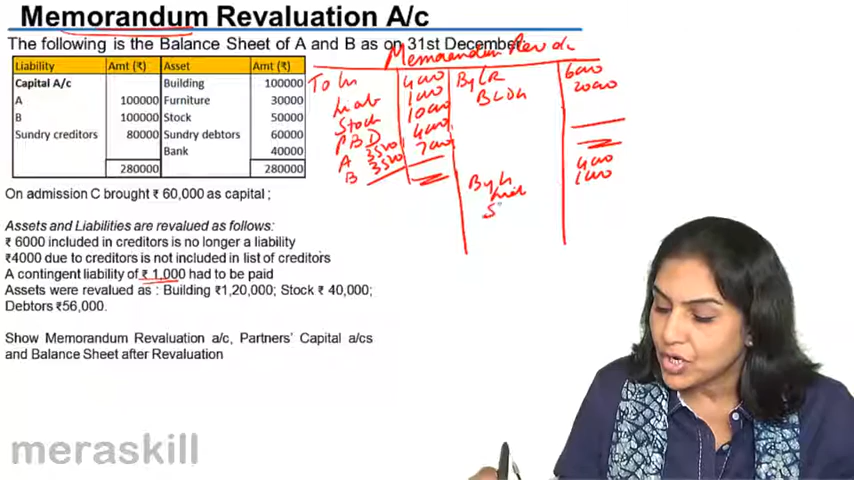 Memorandum Revaluation A/c
The following is the Balance Sheet of A and B as on 31st December
Liability Amt (₹) Asset Amt (₹)
Capital A/c Building 100000
A 100000 Furniture 30000
B 100000 Stock 50000
Sundry creditors 80000 Sundry debtors 60000
Bank 40000
280000 280000
On admission C brought ₹ 60,000 as capital ;
Assets and Liabilities are revalued as follows:
₹ 6000 included in creditors is no longer a liability
₹4000 due to creditors is not included in list of creditors
A contingent liability of ₹ 1,000 had to be paid
Assets were revalued as : Building ₹1,20,000; Stock ₹ 40,000;
Debtors ₹56,000.
Show Memorandum Revaluation a/c, Partners' Capital a/cs
and Balance Sheet after Revaluation
Memorandum Rev a/c
To Cr 4000 By CR 6000
Liab 1000 BLDG 20000
Stock 10000
PBD 4000
A 3500 7000
B 3500
4000
By Cr 1000
Liab
S
meraskill